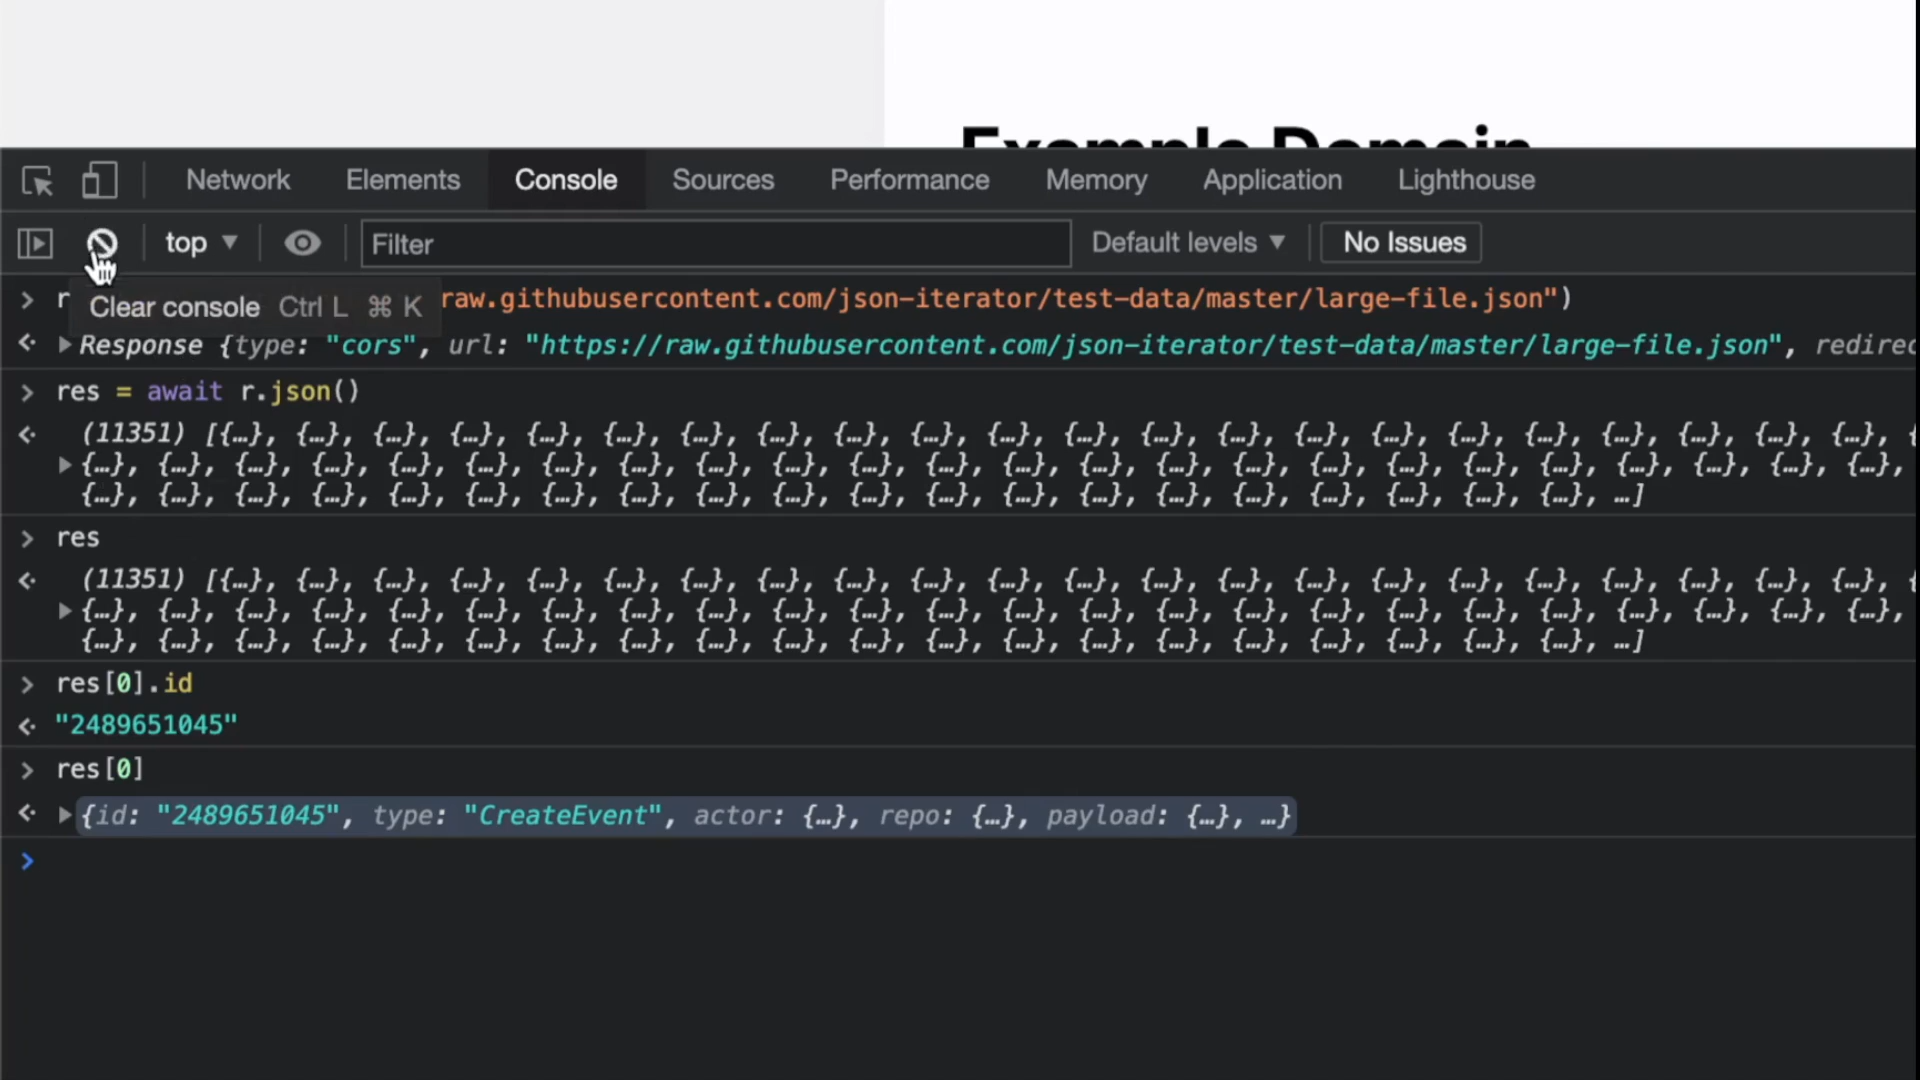 Example Domain
Network Elements Console Sources Performance Memory Application Lighthouse
top ▼ Filter Default levels ▼ No Issues
Clear console Ctrl L ⌘ K
> r raw.githubusercontent.com/json-iterator/test-data/master/large-file.json")
Response {type: "cors", url: "https://raw.githubusercontent.com/json-iterator/test-data/master/large-file.json", redirec
> res = await r.json()
(11351) [{…}, {…}, {…}, {…}, {…}, {…}, {…}, {…}, {…}, {…}, {…}, {…}, {…}, {…}, {…}, {…}, {…}, {…}, {…}, {…}, {…}, {…}, {
{…}, {…}, {…}, {…}, {…}, {…}, {…}, {…}, {…}, {…}, {…}, {…}, {…}, {…}, {…}, {…}, {…}, {…}, {…}, {…}, {…}, {…}, {…}, {…},
{…}, {…}, {…}, {…}, {…}, {…}, {…}, {…}, {…}, {…}, {…}, {…}, {…}, {…}, {…}, {…}, {…}, {…}, {…}, {…}, …]
> res
(11351) [{…}, {…}, {…}, {…}, {…}, {…}, {…}, {…}, {…}, {…}, {…}, {…}, {…}, {…}, {…}, {…}, {…}, {…}, {…}, {…}, {…}, {…}, {
{…}, {…}, {…}, {…}, {…}, {…}, {…}, {…}, {…}, {…}, {…}, {…}, {…}, {…}, {…}, {…}, {…}, {…}, {…}, {…}, {…}, {…}, {…}, {…},
{…}, {…}, {…}, {…}, {…}, {…}, {…}, {…}, {…}, {…}, {…}, {…}, {…}, {…}, {…}, {…}, {…}, {…}, {…}, {…}, …]
> res[0].id
"2489651045"
> res[0]
{id: "2489651045", type: "CreateEvent", actor: {…}, repo: {…}, payload: {…}, …}
>